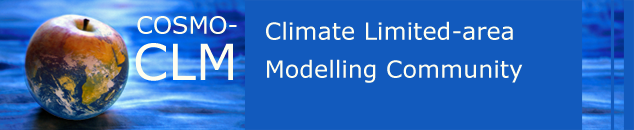 COSMO-
CLM
Climate Limited-area
Modelling Community